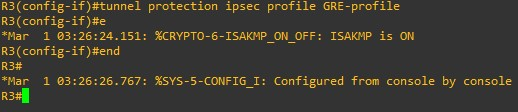 R3(config-if)#tunnel protection ipsec profile GRE-profile
R3(config-if)#e
*Mar  1 03:26:24.151: %CRYPTO-6-ISAKMP_ON_OFF: ISAKMP is ON
R3(config-if)#end
R3#
*Mar  1 03:26:26.767: %SYS-5-CONFIG_I: Configured from console by console
R3#